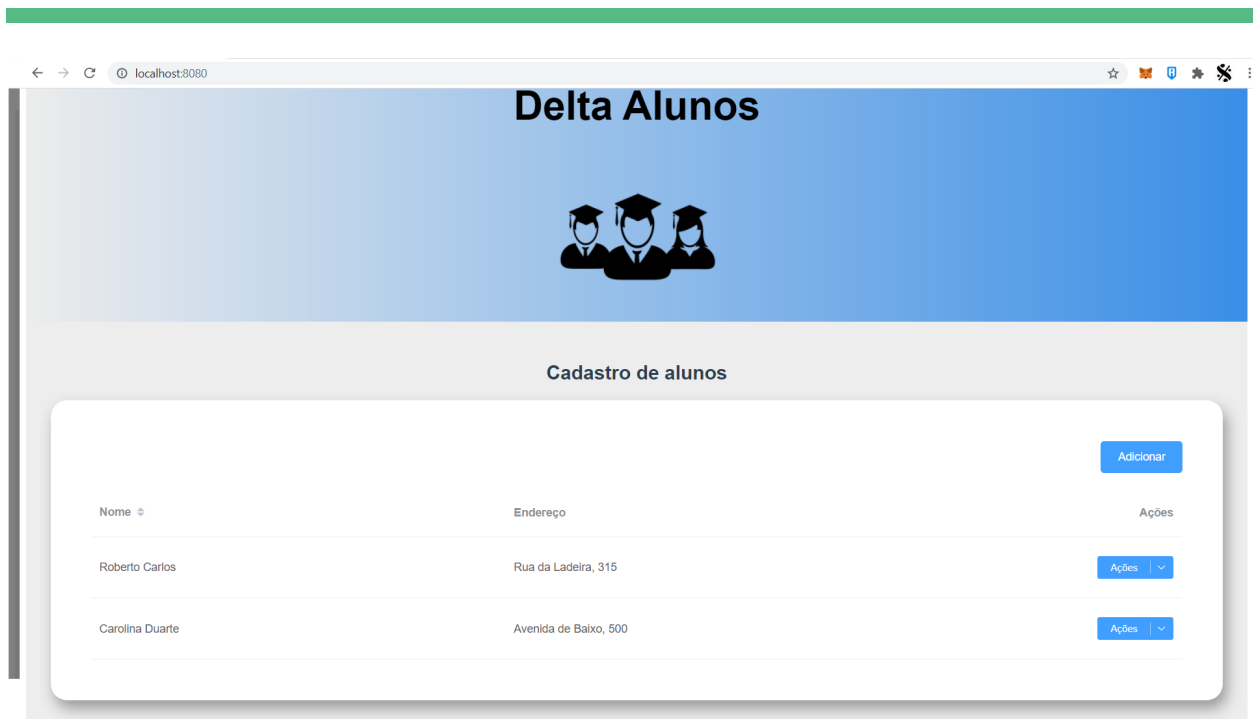 localhost:8080
Delta Alunos
Cadastro de alunos
Adicionar
Nome Endereço Ações
Roberto Carlos Rua da Ladeira, 315 Ações
Carolina Duarte Avenida de Baixo, 500 Ações